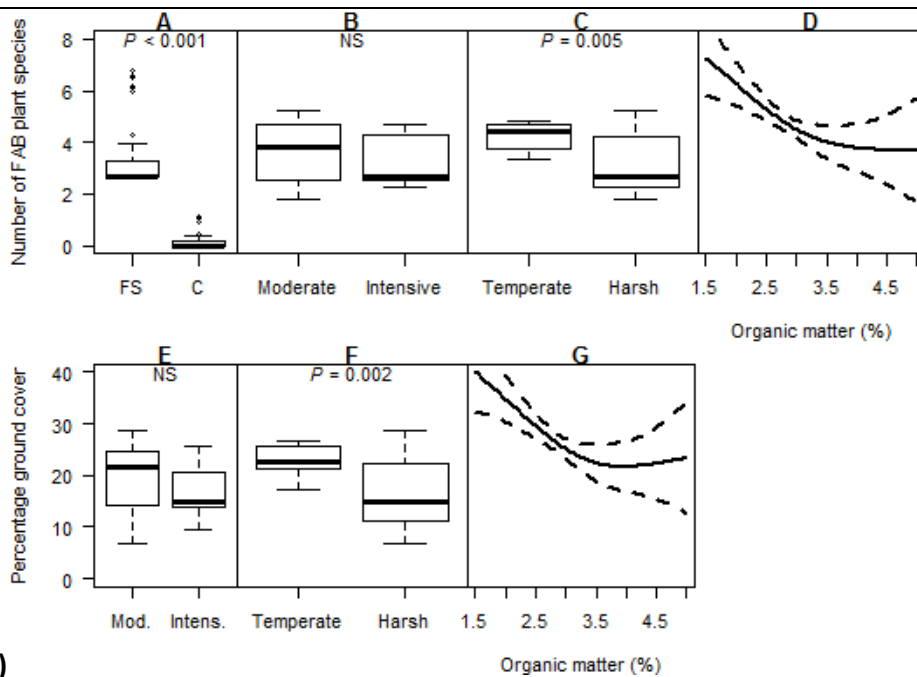 A B C D
P < 0.001 NS P = 0.005
Number of FAB plant species
8
6
4
2
0
FS C Moderate Intensive Temperate Harsh 1.5 2.5 3.5 4.5
Organic matter (%)
E F G
NS P = 0.002
Percentage ground cover
40
30
20
10
0
Mod. Intens. Temperate Harsh 1.5 2.5 3.5 4.5
)
Organic matter (%)